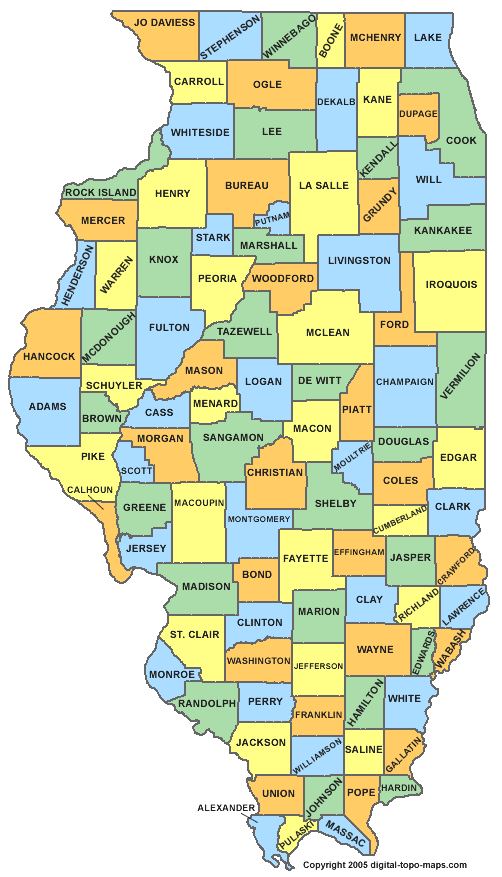 JO DAVIESS
STEPHENSON
WINNEBAGO
BOONE
MCHENRY
LAKE
CARROLL
OGLE
DEKALB
KANE
DUPAGE
COOK
WHITESIDE
LEE
KENDALL
WILL
ROCK ISLAND
HENRY
BUREAU
LA SALLE
GRUNDY
MERCER
PUTNAM
STARK
MARSHALL
KANKAKEE
HENDERSON
WARREN
KNOX
PEORIA
WOODFORD
LIVINGSTON
IROQUOIS
HANCOCK
MCDONOUGH
FULTON
TAZEWELL
MCLEAN
FORD
SCHUYLER
MASON
LOGAN
DE WITT
CHAMPAIGN
VERMILION
ADAMS
BROWN
CASS
MENARD
PIATT
MACON
PIKE
MORGAN
SANGAMON
DOUGLAS
EDGAR
SCOTT
CHRISTIAN
MOULTRIE
COLES
CALHOUN
GREENE
MACOUPIN
MONTGOMERY
SHELBY
CUMBERLAND
CLARK
JERSEY
FAYETTE
EFFINGHAM
JASPER
CRAWFORD
MADISON
BOND
CLAY
RICHLAND
LAWRENCE
MARION
CLINTON
ST. CLAIR
WASHINGTON
JEFFERSON
WAYNE
EDWARDS
WABASH
MONROE
RANDOLPH
PERRY
FRANKLIN
HAMILTON
WHITE
JACKSON
WILLIAMSON
SALINE
GALLATIN
UNION
JOHNSON
POPE
HARDIN
ALEXANDER
PULASKI
MASSAC
Copyright 2005 digital-topo-maps.com